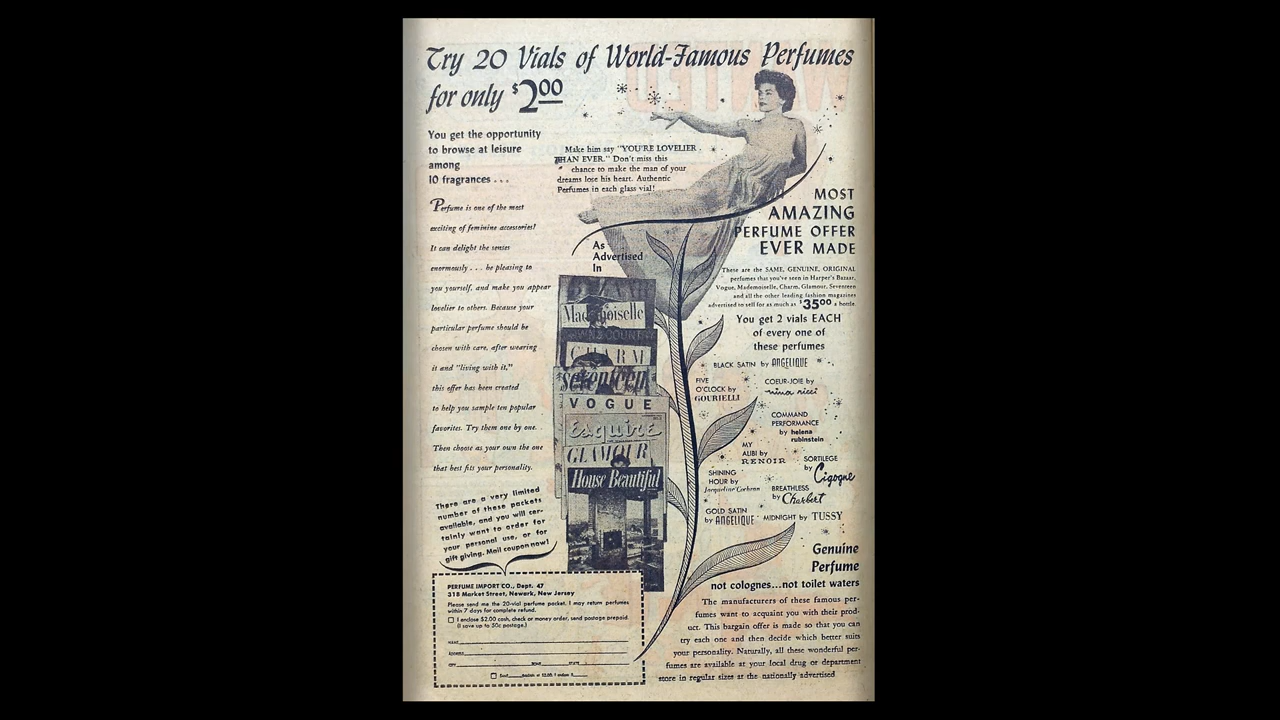 Try 20 Vials of World-Famous Perfumes
for only $2.00
You get the opportunity
to browse at leisure
among
10 fragrances . . .
Perfume is one of the most
exciting of feminine accessories!
It can delight the senses
enormously . . . be pleasing to
you yourself, and make you appear
lovelier to others. Because your
particular perfume should be
chosen with care, after wearing
it and "living with it,"
this offer has been created
to help you sample ten popular
favorites. Try them one by one.
Then choose as your own the one
that best fits your personality.
There are a very limited
number of these packets
available, and you will cer-
tainly want to order for
your personal use, or for
gift giving. Mail coupon now!
Make him say "YOU'RE LOVELIER
THAN EVER." Don't miss this
chance to make the man of your
dreams lose his heart. Authentic
Perfumes in each glass vial!
As
Advertised
In
BAZAAR
Mademoiselle
TOWN & COUNTRY
CHARM
seventeen
VOGUE
Esquire
GLAMOUR
House Beautiful
MOST
AMAZING
PERFUME OFFER
EVER MADE
These are the SAME, GENUINE, ORIGINAL
perfumes that you've seen in Harper's Bazaar,
Vogue, Mademoiselle, Charm, Glamour, Seventeen
and all the other leading fashion magazines
advertised to sell for as much as $35.00 a bottle.
You get 2 vials EACH
of every one of
these perfumes
BLACK SATIN by ANGELIQUE
FIVE
O'CLOCK by
GOURIELLI
COEUR-JOIE by
nina ricci
COMMAND
PERFORMANCE
by helena
rubinstein
MY
ALIBI by
RENOIR
SORTILEGE
by
Cigogne
SHINING
HOUR by
Jacqueline Cochran
BREATHLESS
by Charbert
GOLD SATIN
by ANGELIQUE
MIDNIGHT by TUSSY
Genuine
Perfume
not colognes...not toilet waters
The manufacturers of these famous per-
fumes want to acquaint you with their prod-
uct. This bargain offer is made so that you can
try each one and then decide which better suits
your personality. Naturally, all these wonderful per-
fumes are available at your local drug or department
store in regular sizes at the nationally advertised
PERFUME IMPORT CO., Dept. 47
318 Market Street, Newark, New Jersey
Please send me the 20-vial perfume packet. I may return perfumes
within 7 days for complete refund.
I enclose $2.00 cash, check or money order, send postage prepaid.
(I save up to 50c postage.)
NAME
ADDRESS
CITY ZONE STATE